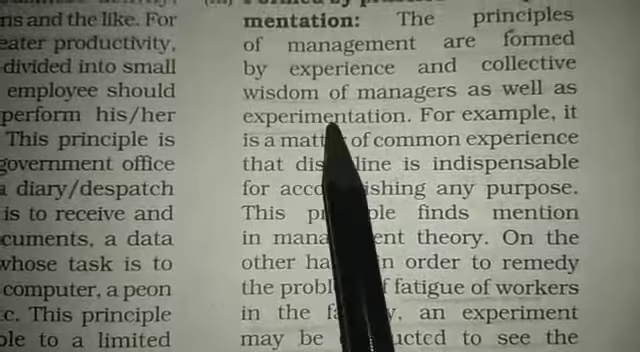 ns and the like. For
eater productivity,
divided into small
employee should
perform his/her
This principle is
government office
a diary/despatch
is to receive and
cuments, a data
whose task is to
computer, a peon
c. This principle
ole to a limited
mentation: The principles
of management are formed
by experience and collective
wisdom of managers as well as
experimentation. For example, it
is a matt of common experience
that dis line is indispensable
for acco ishing any purpose.
This pr ple finds mention
in mana ent theory. On the
other ha in order to remedy
the probl f fatigue of workers
in the fa y, an experiment
may be ucted to see the